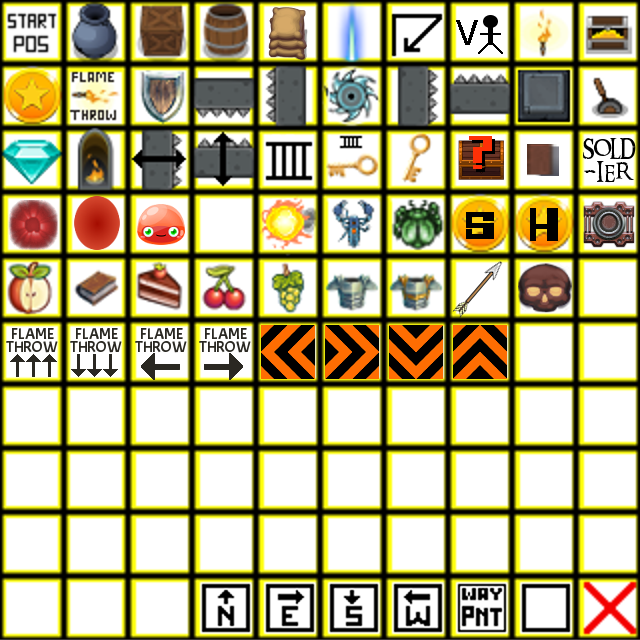 START
POS
V
FLAME
THROW
?
SOLD
-IER
S
H
FLAME
THROW
FLAME
THROW
FLAME
THROW
FLAME
THROW
N
E
S
W
WAY
PNT